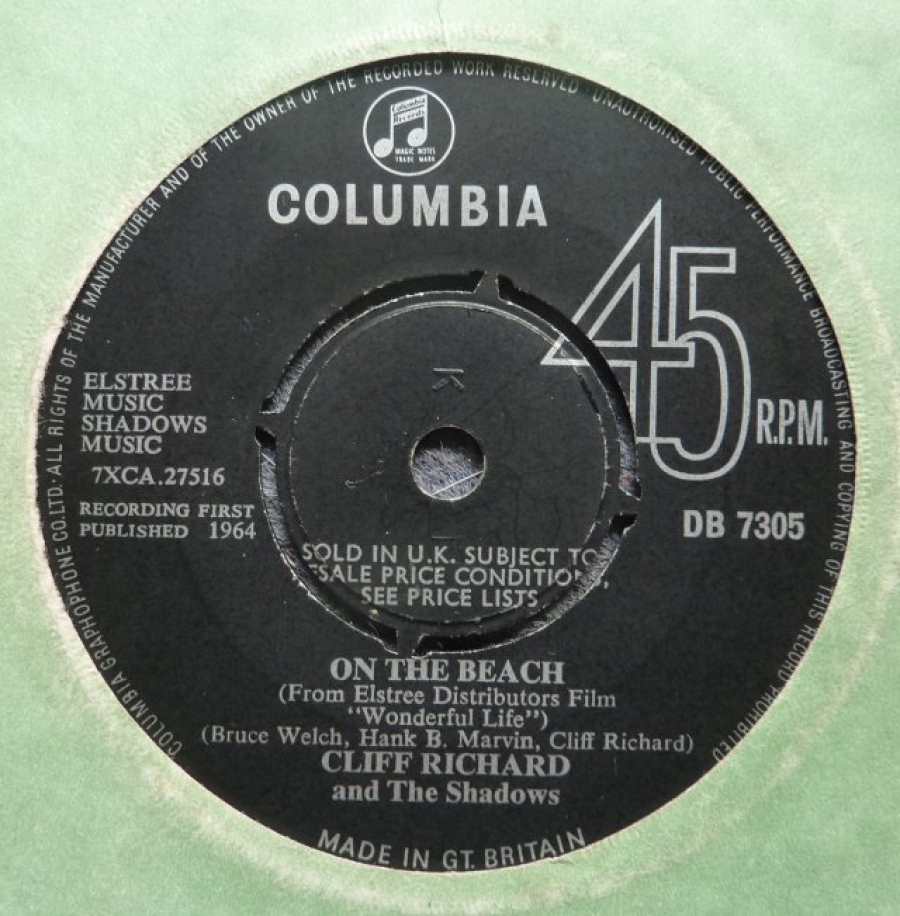 COLUMBIA GRAPHOPHONE CO. LTD. · ALL RIGHTS OF THE MANUFACTURER AND OF THE OWNER OF THE RECORDED WORK RESERVED · UNAUTHORISED PUBLIC PERFORMANCE BROADCASTING AND COPYING OF THIS RECORD PROHIBITED
Columbia
Records
MAGIC NOTES
TRADE MARK
COLUMBIA
45
R.P.M.
K
ELSTREE
MUSIC
SHADOWS
MUSIC
7XCA.27516
RECORDING FIRST
PUBLISHED 1964
DB 7305
SOLD IN U.K. SUBJECT TO
SALE PRICE CONDITIONS,
SEE PRICE LISTS
ON THE BEACH
(From Elstree Distributors Film
"Wonderful Life")
(Bruce Welch, Hank B. Marvin, Cliff Richard)
CLIFF RICHARD
and The Shadows
MADE IN GT. BRITAIN